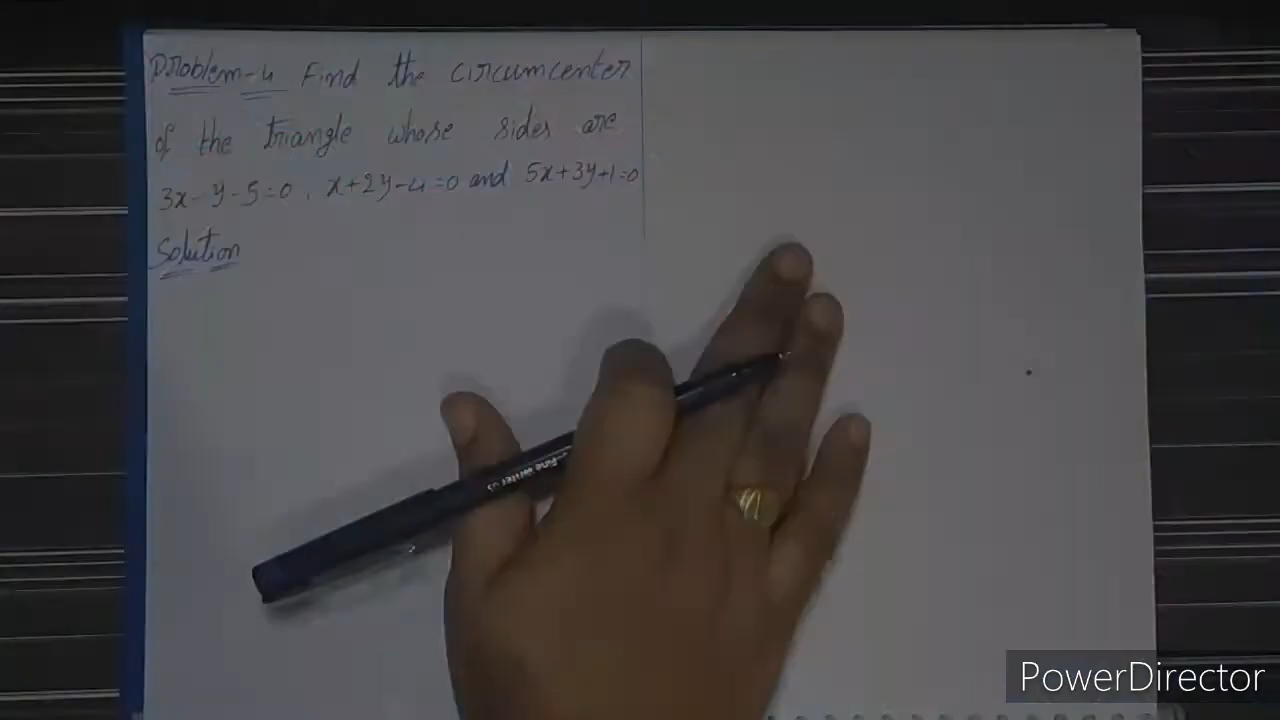 Problem-4 Find the circumcenter
of the triangle whose sides are
3x-y-5=0, x+2y-4=0 and 5x+3y+1=0
Solution
PowerDirector